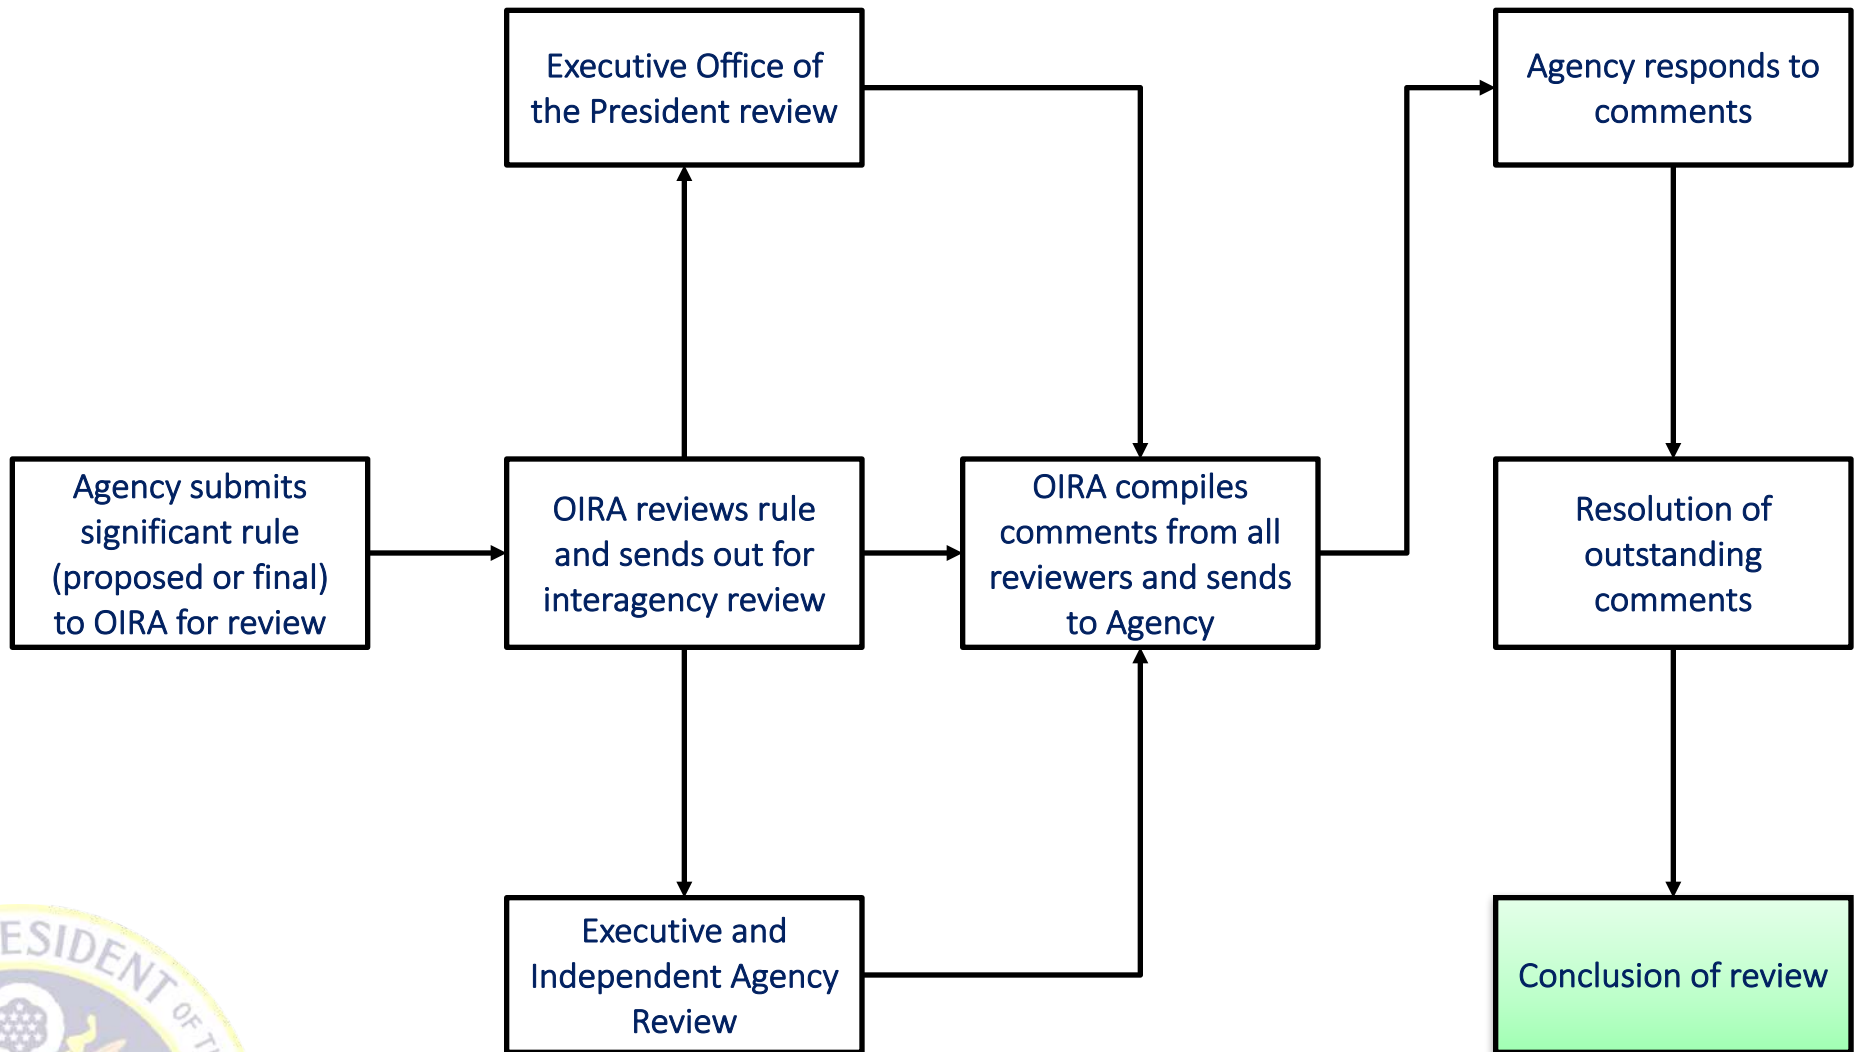 Executive Office of
the President review
Agency responds to
comments
Agency submits
significant rule
(proposed or final)
to OIRA for review
OIRA reviews rule
and sends out for
interagency review
OIRA compiles
comments from all
reviewers and sends
to Agency
Resolution of
outstanding
comments
Executive and
Independent Agency
Review
Conclusion of review
ESIDENT OF